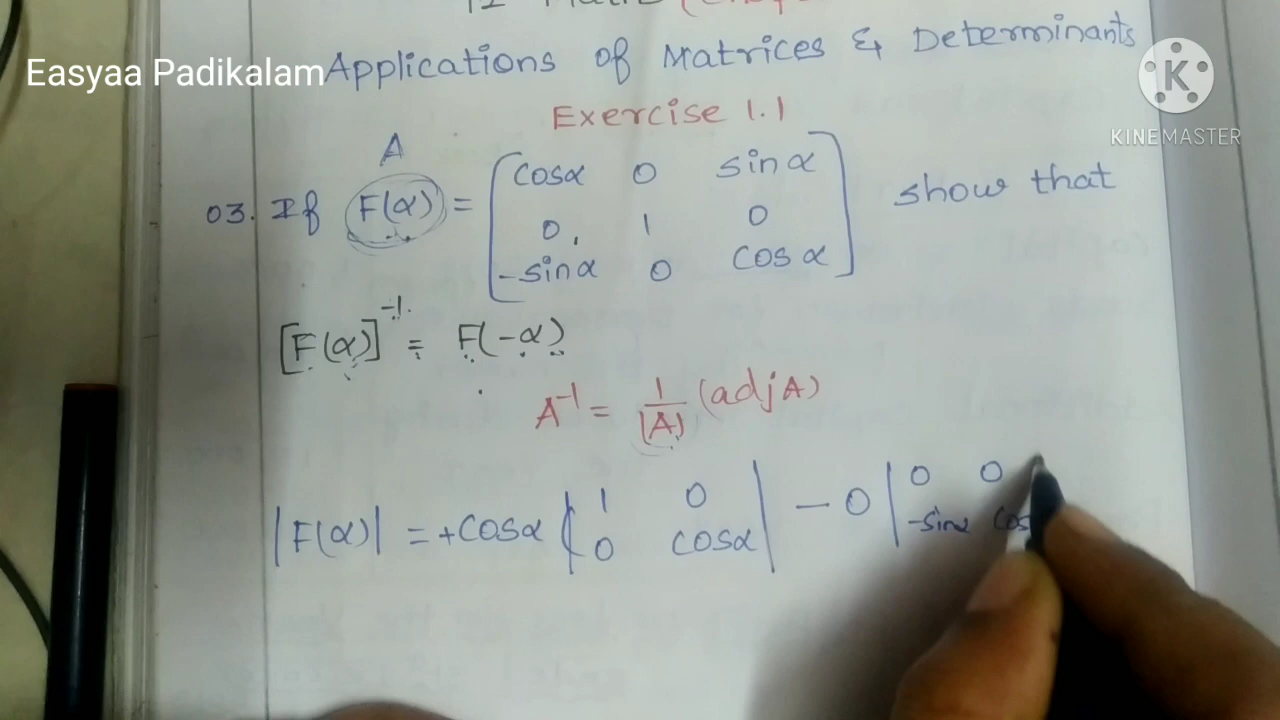 Applications of Matrices & Determinants
Easyaa Padikalam
KINEMASTER
Exercise 1.1
A
03. If F(α) = [cosα 0 sinα
0 1 0
-sinα 0 cosα] show that
[F(α)]⁻¹ = F(-α)
A⁻¹ = 1/|A| (adj A)
|F(α)| = +cosα |1 0
0 cosα| - 0 |0 0
-sinα cos